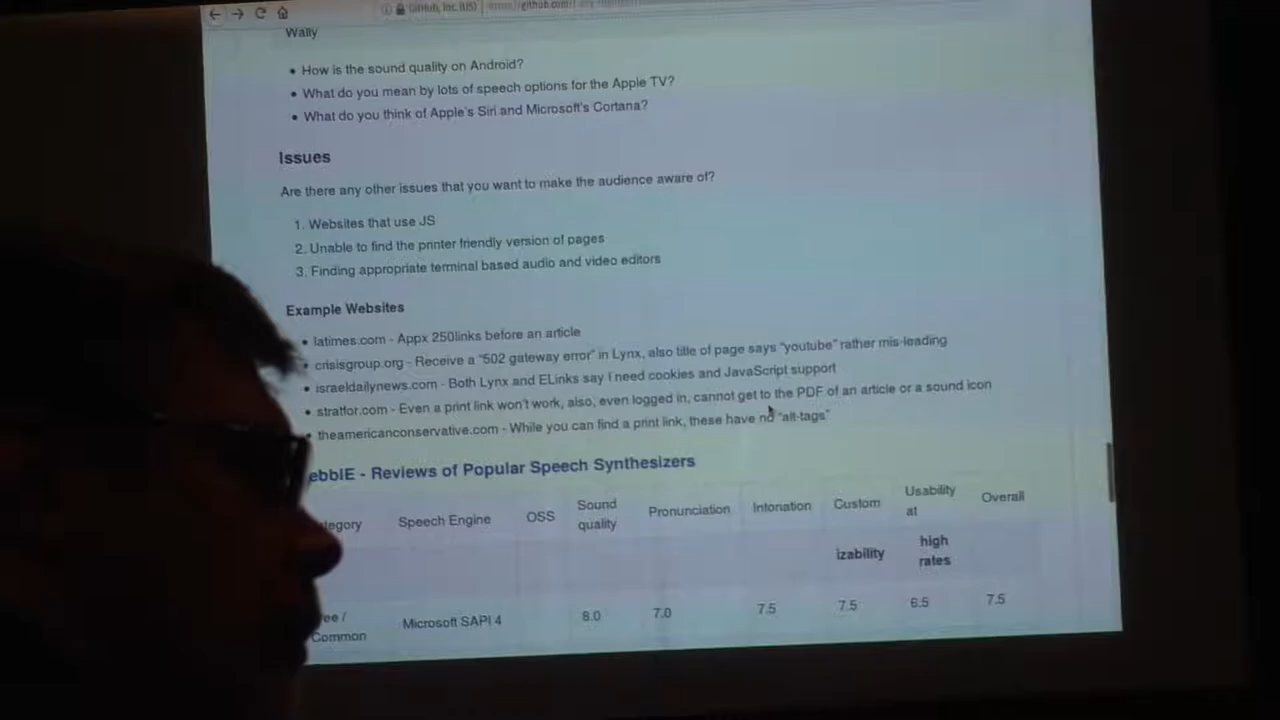 GitHub, Inc. (US)
github.com
Wally
• How is the sound quality on Android?
• What do you mean by lots of speech options for the Apple TV?
• What do you think of Apple's Siri and Microsoft's Cortana?
Issues
Are there any other issues that you want to make the audience aware of?
1. Websites that use JS
2. Unable to find the printer friendly version of pages
3. Finding appropriate terminal based audio and video editors
Example Websites
• latimes.com - Appx 250links before an article
• crisisgroup.org - Receive a "502 gateway error" in Lynx, also title of page says "youtube" rather mis-leading
• israeldailynews.com - Both Lynx and ELinks say I need cookies and JavaScript support
• stratfor.com - Even a print link won't work, also, even logged in, cannot get to the PDF of an article or a sound icon
• theamericanconservative.com - While you can find a print link, these have no "alt-tags"
ebbIE - Reviews of Popular Speech Synthesizers
tegory Speech Engine OSS Sound quality Pronunciation Intonation Custom Usability at Overall
izability high rates
ree / Common Microsoft SAPI 4 8.0 7.0 7.5 7.5 6.5 7.5